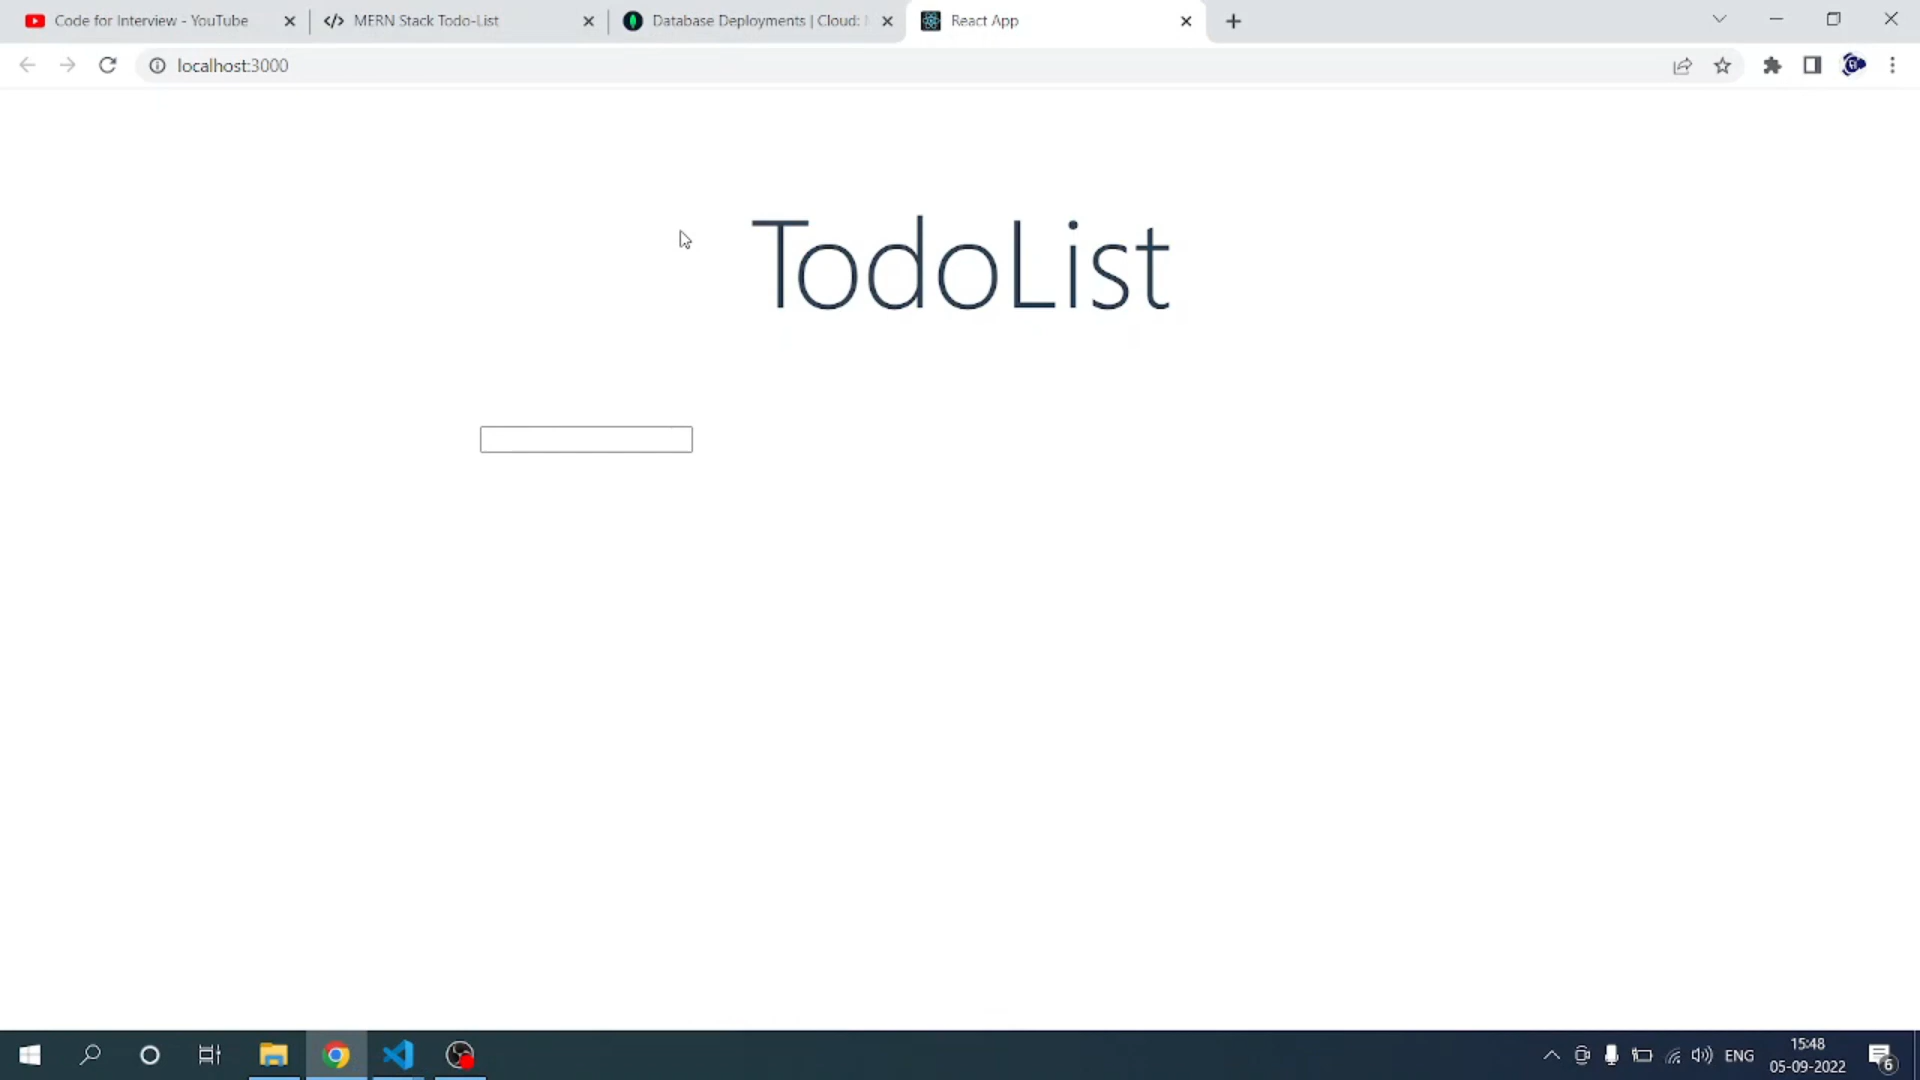 Code for Interview - YouTube
MERN Stack Todo-List
Database Deployments | Cloud:
React App
localhost:3000
TodoList
ENG
15:48
05-09-2022
6